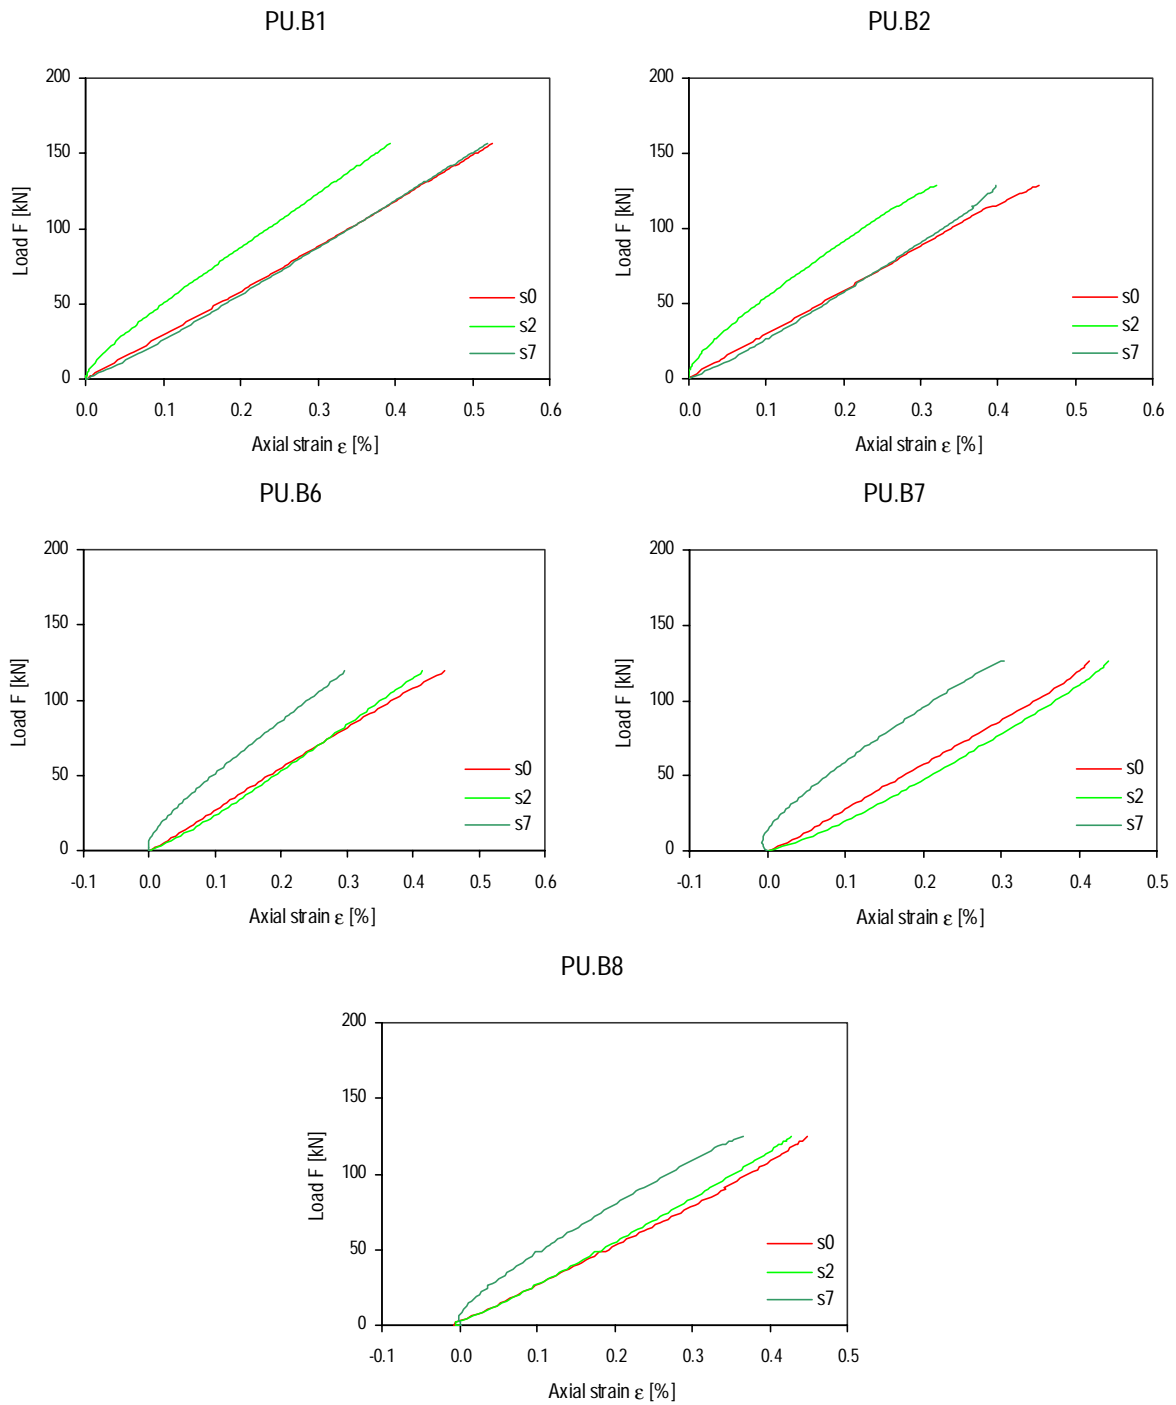 PU.B1
200
150
100
50
0
Load F [kN]
s0
s2
s7
0.0 0.1 0.2 0.3 0.4 0.5 0.6
Axial strain ε [%]
PU.B2
200
150
100
50
0
Load F [kN]
s0
s2
s7
0.0 0.1 0.2 0.3 0.4 0.5 0.6
Axial strain ε [%]
PU.B6
200
150
100
50
0
Load F [kN]
s0
s2
s7
-0.1 0.0 0.1 0.2 0.3 0.4 0.5 0.6
Axial strain ε [%]
PU.B7
200
150
100
50
0
Load F [kN]
s0
s2
s7
-0.1 0.0 0.1 0.2 0.3 0.4 0.5
Axial strain ε [%]
PU.B8
200
150
100
50
0
Load F [kN]
s0
s2
s7
-0.1 0.0 0.1 0.2 0.3 0.4 0.5
Axial strain ε [%]